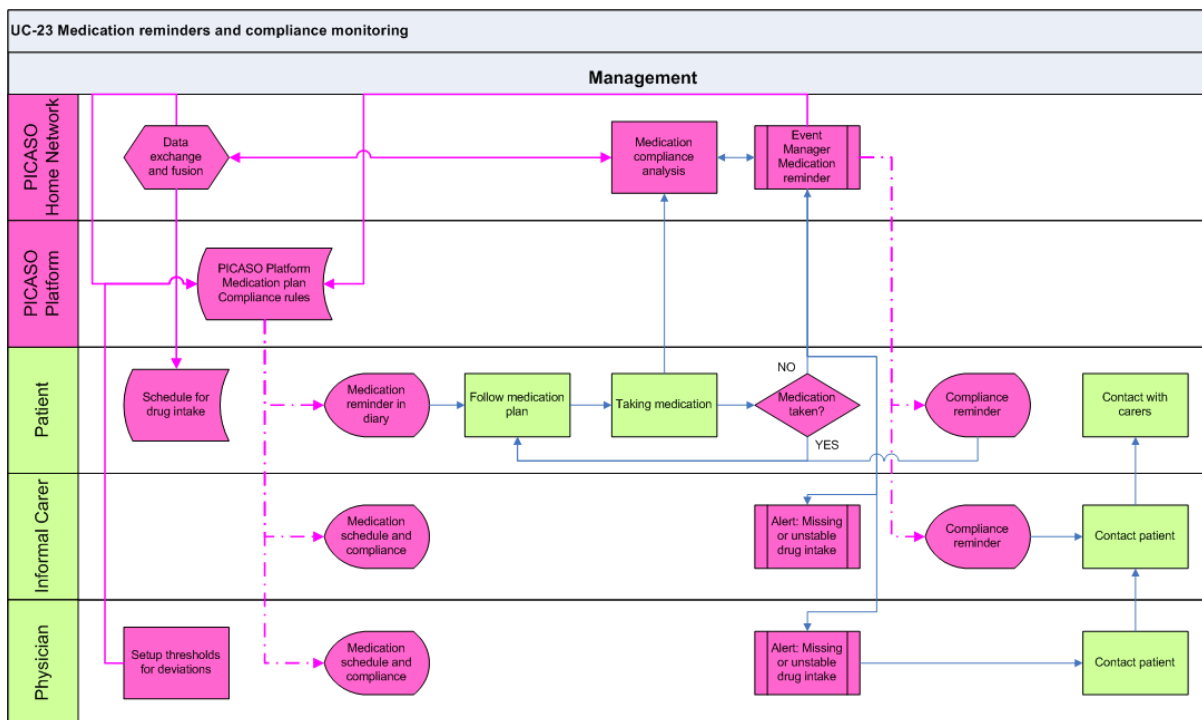 UC-23 Medication reminders and compliance monitoring
Management
PICASO
Home Network
Data
exchange
and fusion
Medication
compliance
analysis
Event
Manager
Medication
reminder
PICASO
Platform
PICASO Platform
Medication plan
Compliance rules
Patient
Schedule for
drug intake
Medication
reminder in
diary
Follow medication
plan
Taking medication
NO
Medication
taken?
YES
Compliance
reminder
Contact with
carers
Informal Carer
Medication
schedule and
compliance
Alert: Missing
or unstable
drug intake
Compliance
reminder
Contact patient
Physician
Setup thresholds
for deviations
Medication
schedule and
compliance
Alert: Missing
or unstable
drug intake
Contact patient